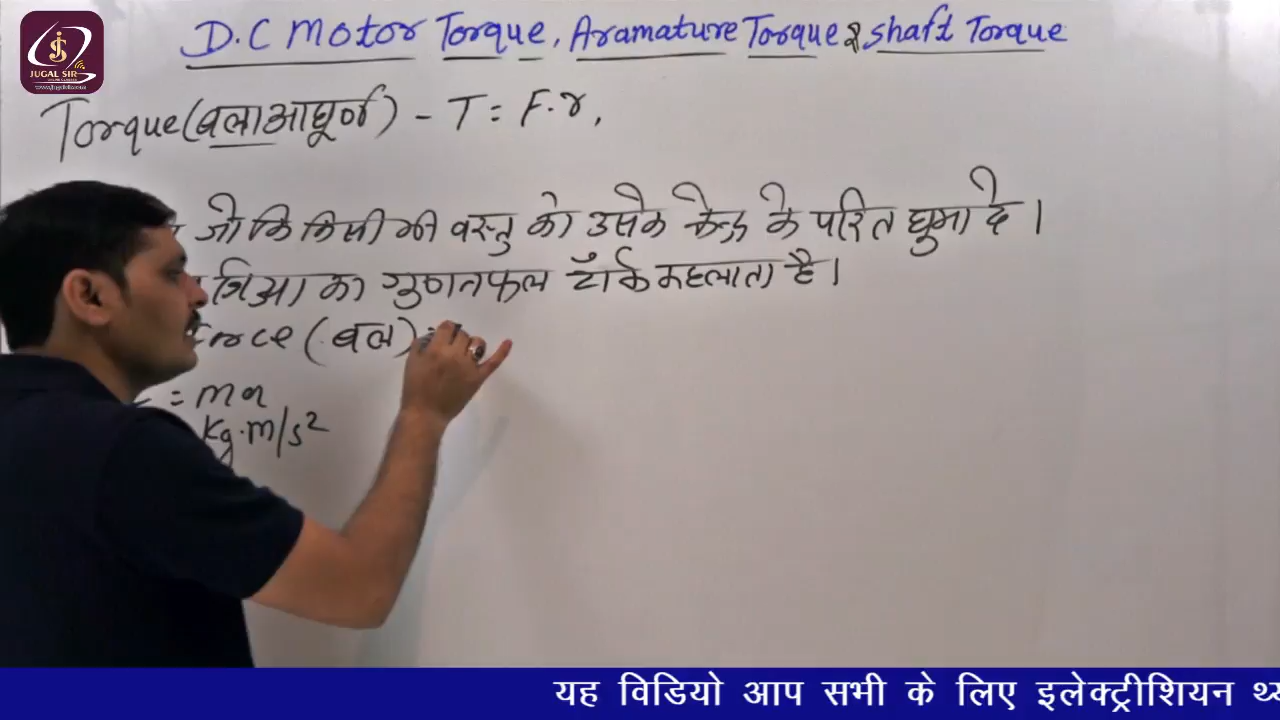 JUGAL SIR
D.C Motor Torque, Aramature Torque & shaft Torque
Torque(बलाआघूर्ण) - T = F.r,
जो कि किसी भी वस्तु को उसके केन्द्र के परित घुमा दे।
त्रिज्या का गुणनफल टॉर्क कहलाता है।
Force (बल)
= ma
Kg.m/s²
यह विडियो आप सभी के लिए इलेक्ट्रीशियन